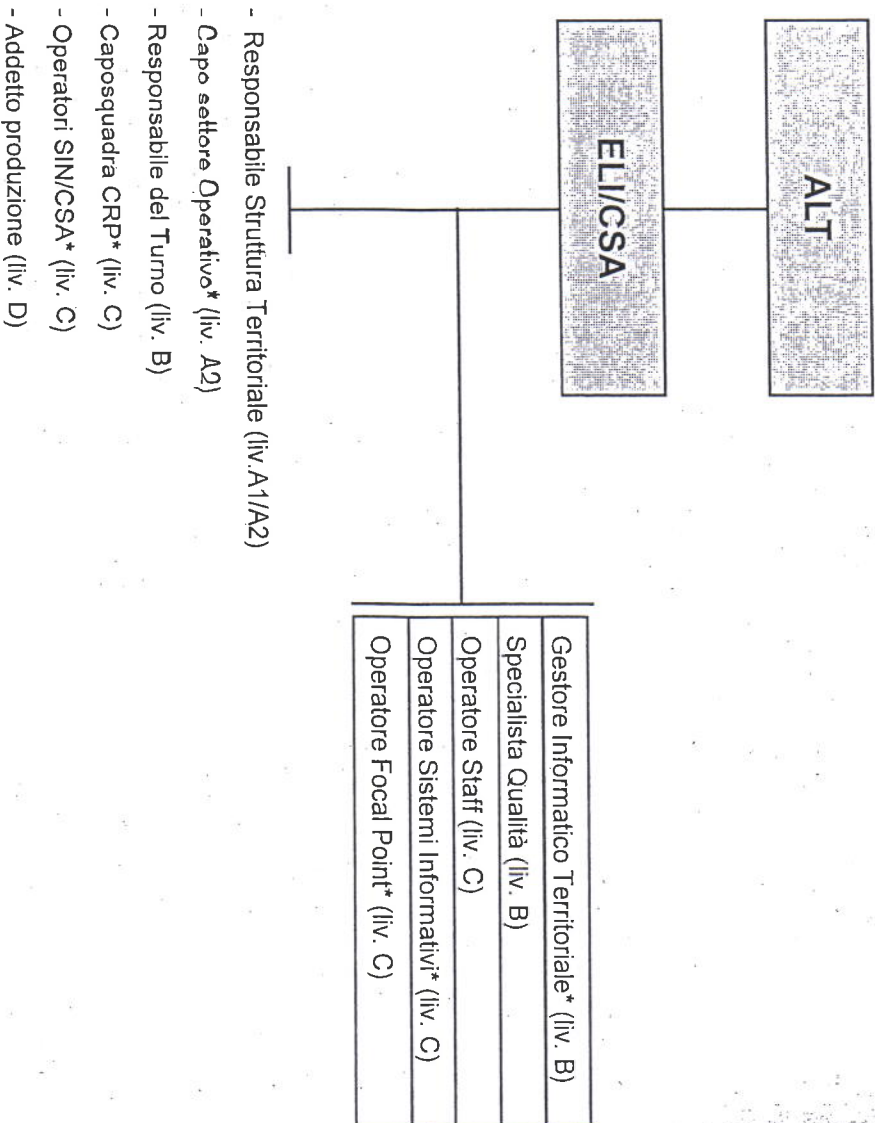 ALT
ELI/CSA
Gestore Informatico Territoriale* (liv. B)
Specialista Qualità (liv. B)
Operatore Staff (liv. C)
Operatore Sistemi Informativi* (liv. C)
Operatore Focal Point* (liv. C)
- Responsabile Struttura Territoriale (liv.A1/A2)
- Capo settore Operativo* (liv. A2)
- Responsabile del Turno (liv. B)
- Caposquadra CRP* (liv. C)
- Operatori SIN/CSA* (liv. C)
- Addetto produzione (liv. D)